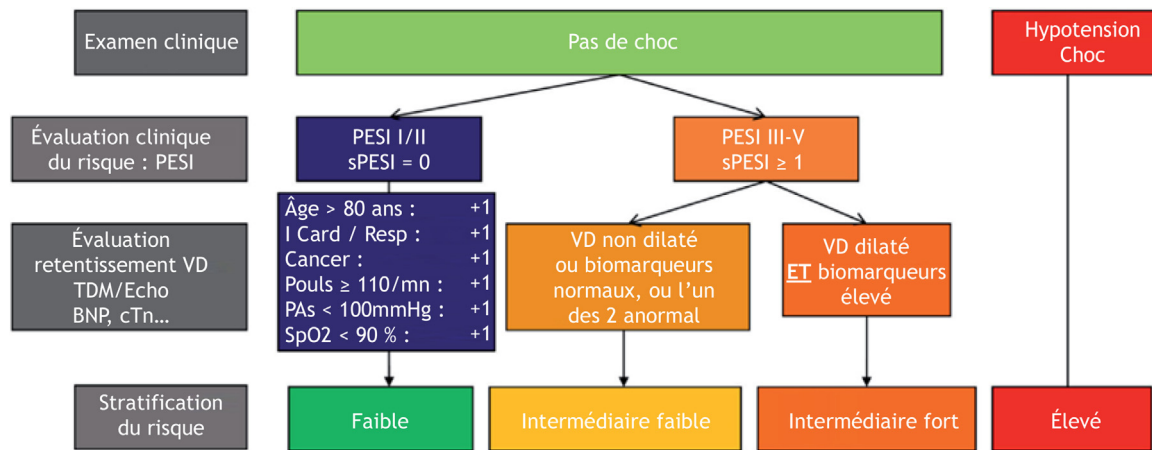 Examen clinique
Pas de choc
Hypotension
Choc
Évaluation clinique
du risque : PESI
PESI I/II
sPESI = 0
PESI III-V
sPESI ≥ 1
Évaluation
retentissement VD
TDM/Echo
BNP, cTn...
Âge > 80 ans : +1
I Card / Resp : +1
Cancer : +1
Pouls ≥ 110/mn : +1
PAs < 100mmHg : +1
SpO2 < 90 % : +1
VD non dilaté
ou biomarqueurs
normaux, ou l'un
des 2 anormal
VD dilaté
ET biomarqueurs
élevé
Stratification
du risque
Faible
Intermédiaire faible
Intermédiaire fort
Élevé